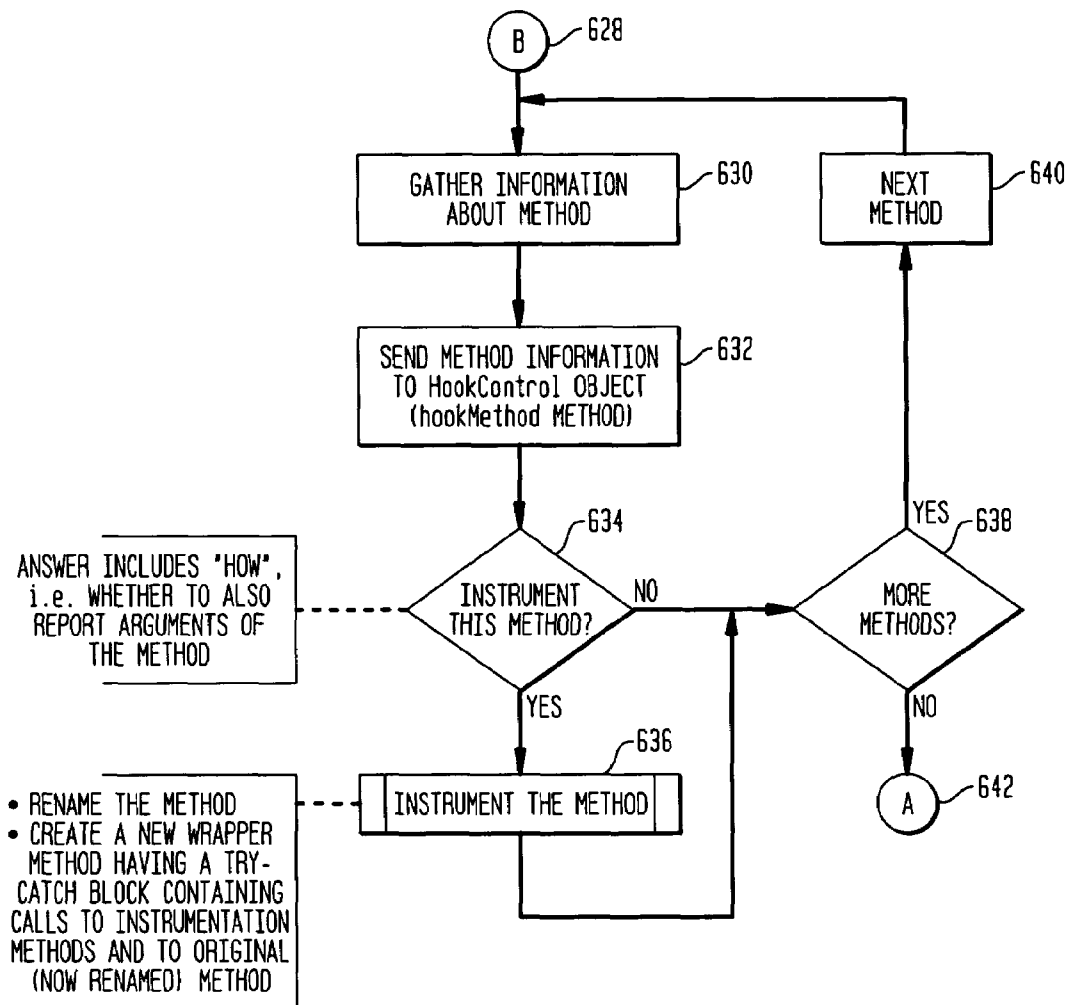 B
628
GATHER INFORMATION
ABOUT METHOD
630
NEXT
METHOD
640
SEND METHOD INFORMATION
TO HookControl OBJECT
(hookMethod METHOD)
632
634
INSTRUMENT
THIS METHOD?
NO
YES
ANSWER INCLUDES "HOW",
i.e. WHETHER TO ALSO
REPORT ARGUMENTS OF
THE METHOD
YES
638
MORE
METHODS?
NO
636
INSTRUMENT THE METHOD
A
642
• RENAME THE METHOD
• CREATE A NEW WRAPPER
METHOD HAVING A TRY-
CATCH BLOCK CONTAINING
CALLS TO INSTRUMENTATION
METHODS AND TO ORIGINAL
(NOW RENAMED) METHOD